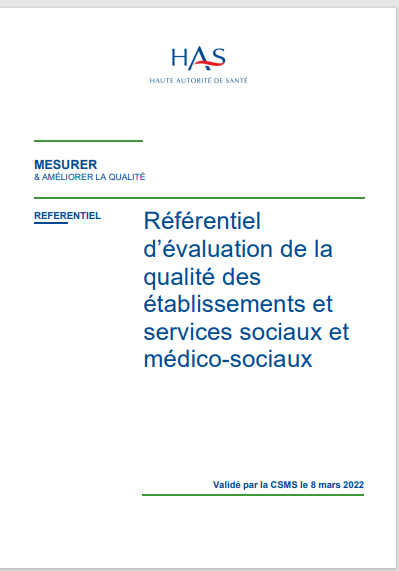 HAS
HAUTE AUTORITÉ DE SANTÉ
MESURER
& AMÉLIORER LA QUALITÉ
REFERENTIEL
Référentiel
d’évaluation de la
qualité des
établissements et
services sociaux et
médico-sociaux
Validé par la CSMS le 8 mars 2022